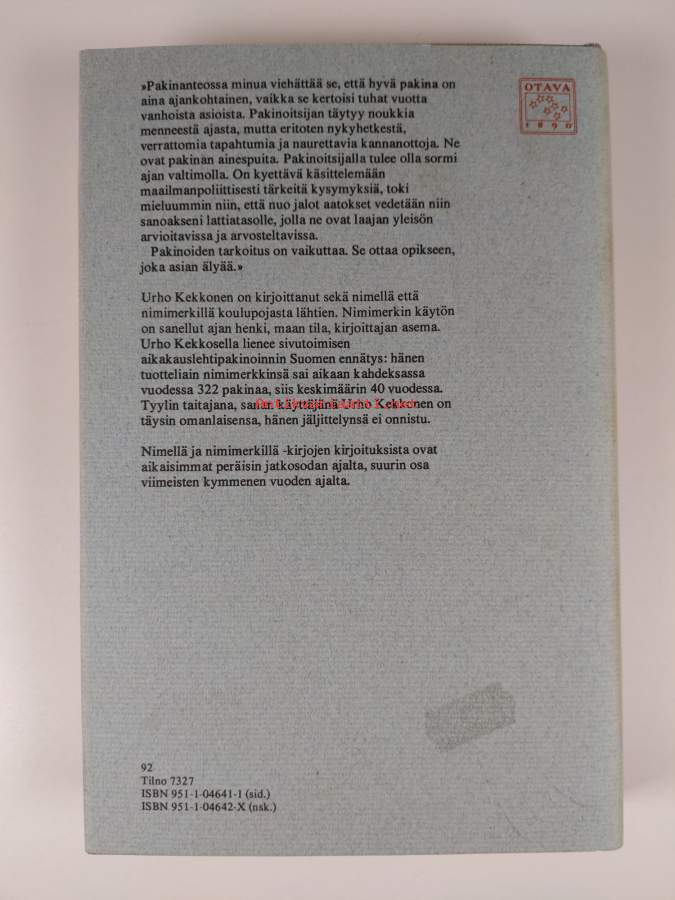 »Pakinanteossa minua viehättää se, että hyvä pakina on
aina ajankohtainen, vaikka se kertoisi tuhat vuotta
vanhoista asioista. Pakinoitsijan täytyy noukkia
menneestä ajasta, mutta eritoten nykyhetkestä,
verrattomia tapahtumia ja naurettavia kannanottoja. Ne
ovat pakinan ainespuita. Pakinoitsijalla tulee olla sormi
ajan valtimolla. On kyettävä käsittelemään
maailmanpoliittisesti tärkeitä kysymyksiä, toki
mieluummin niin, että nuo jalot aatokset vedetään niin
sanoakseni lattiatasolle, jolla ne ovat laajan yleisön
arvioitavissa ja arvosteltavissa.
Pakinoiden tarkoitus on vaikuttaa. Se ottaa opikseen,
joka asian älyää.»
OTAVA
1890
Urho Kekkonen on kirjoittanut sekä nimellä että
nimimerkillä koulupojasta lähtien. Nimimerkin käytön
on sanellut ajan henki, maan tila, kirjoittajan asema.
Urho Kekkosella lienee sivutoimisen
aikakauslehtipakinoinnin Suomen ennätys: hänen
tuotteliain nimimerkkinsä sai aikaan kahdeksassa
vuodessa 322 pakinaa, siis keskimäärin 40 vuodessa.
Tyylin taitajana, sanan käyttäjänä Urho Kekkonen on
täysin omanlaisensa, hänen jäljittelynsä ei onnistu.
Nimellä ja nimimerkillä -kirjojen kirjoituksista ovat
aikaisimmat peräisin jatkosodan ajalta, suurin osa
viimeisten kymmenen vuoden ajalta.
92
Tilno 7327
ISBN 951-1-04641-1 (sid.)
ISBN 951-1-04642-X (nsk.)